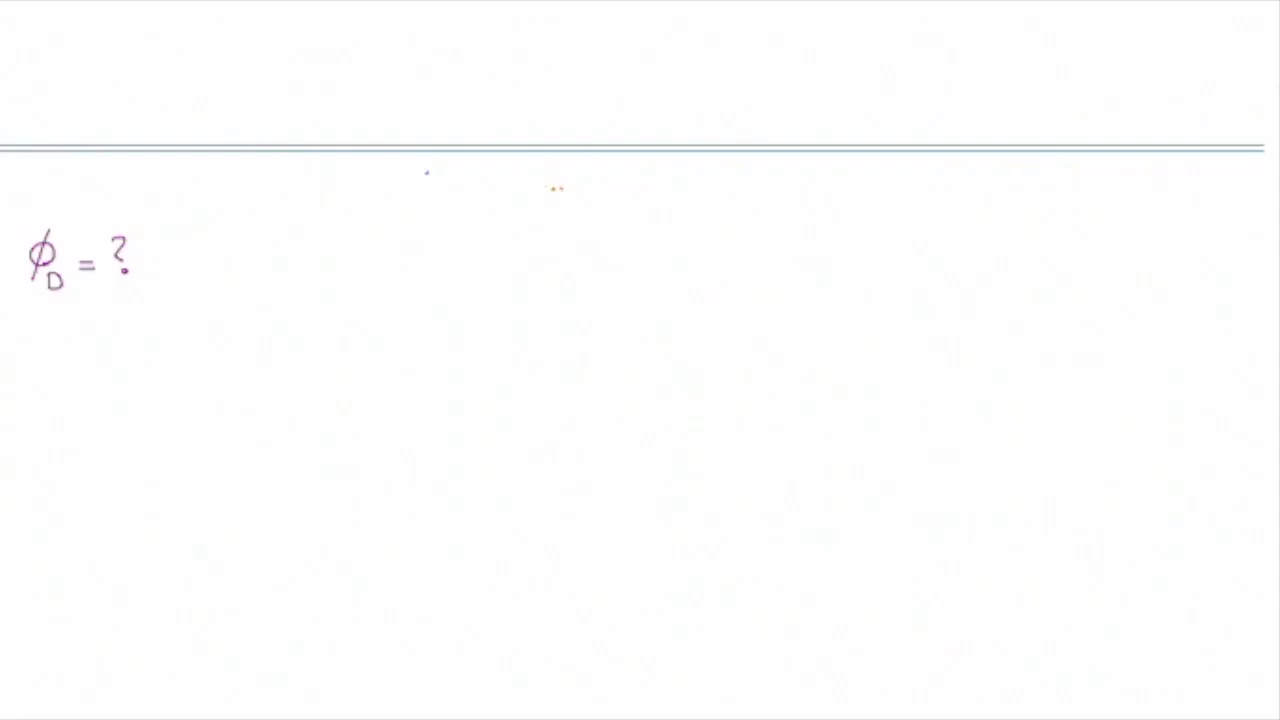 ϕ_D = ?